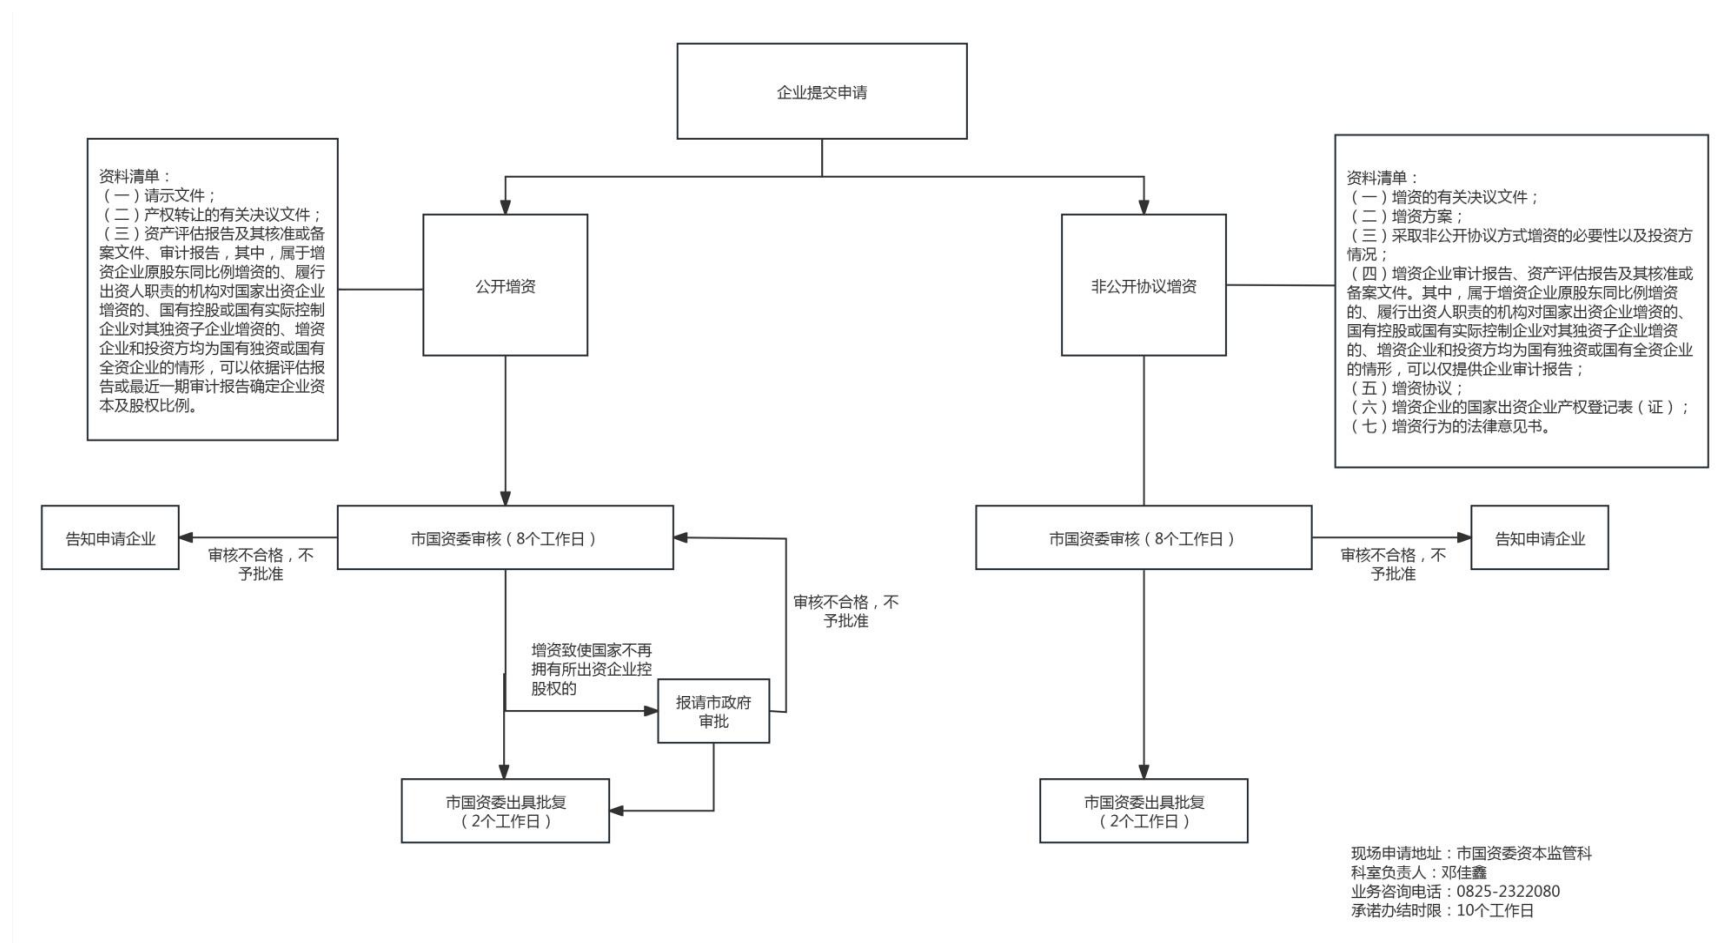 企业提交申请
资料清单：
（一）请示文件；
（二）产权转让的有关决议文件；
（三）资产评估报告及其核准或备
案文件、审计报告，其中，属于增
资企业原股东同比例增资的、履行
出资人职责的机构对国家出资企业
增资的、国有控股或国有实际控制
企业对其独资子企业增资的、增资
企业和投资方均为国有独资或国有
全资企业的情形，可以依据评估报
告或最近一期审计报告确定企业资
本及股权比例。
公开增资
非公开协议增资
资料清单：
（一）增资的有关决议文件；
（二）增资方案；
（三）采取非公开协议方式增资的必要性以及投资方
情况；
（四）增资企业审计报告、资产评估报告及其核准或
备案文件。其中，属于增资企业原股东同比例增资
的、履行出资人职责的机构对国家出资企业增资的、
国有控股或国有实际控制企业对其独资子企业增资
的、增资企业和投资方均为国有独资或国有全资企业
的情形，可以仅提供企业审计报告；
（五）增资协议；
（六）增资企业的国家出资企业产权登记表（证）；
（七）增资行为的法律意见书。
告知申请企业
审核不合格，不
予批准
市国资委审核（8个工作日）
审核不合格，不
予批准
增资致使国家不再
拥有所出资企业控
股权的
报请市政府
审批
市国资委出具批复
（2个工作日）
市国资委审核（8个工作日）
审核不合格，不
予批准
告知申请企业
市国资委出具批复
（2个工作日）
现场申请地址：市国资委资本监管科
科室负责人：邓佳鑫
业务咨询电话：0825-2322080
承诺办结时限：10个工作日